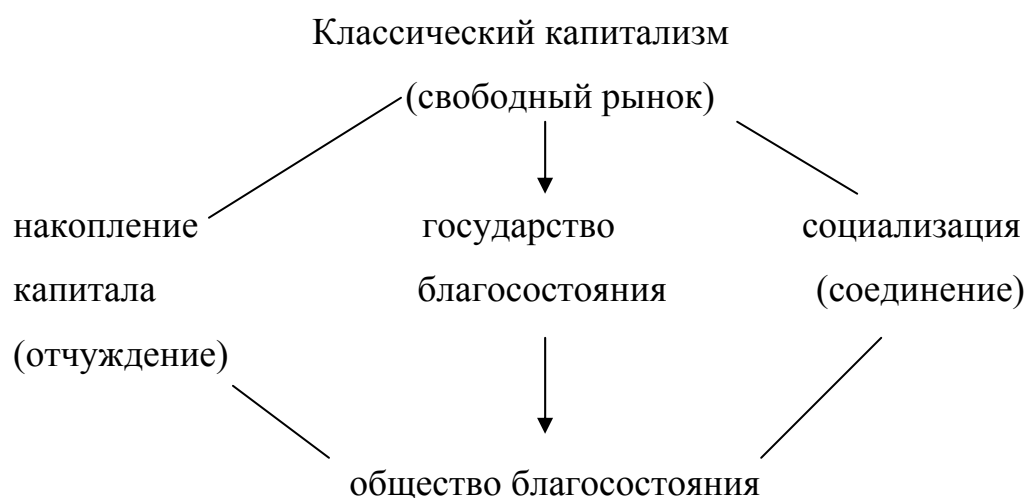 Классический капитализм
(свободный рынок)
накопление государство социализация
капитала благосостояния (соединение)
(отчуждение)
общество благосостояния